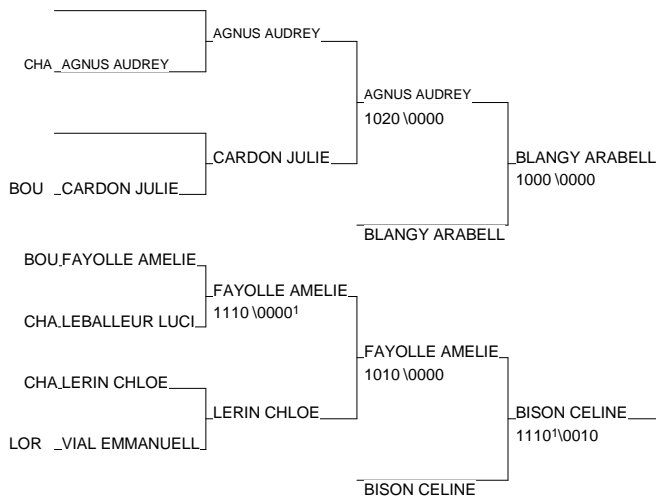 AGNUS AUDREY
CHA AGNUS AUDREY
AGNUS AUDREY
1020 \0000
CARDON JULIE
BLANGY ARABELL
1000 \0000
BOU CARDON JULIE
BLANGY ARABELL
BOU FAYOLLE AMELIE
FAYOLLE AMELIE
1110 \0000¹
CHA LEBALLEUR LUCI
FAYOLLE AMELIE
1010 \0000
CHA LERIN CHLOE
LERIN CHLOE
BISON CELINE
1110¹\0010
LOR VIAL EMMANUELL
BISON CELINE